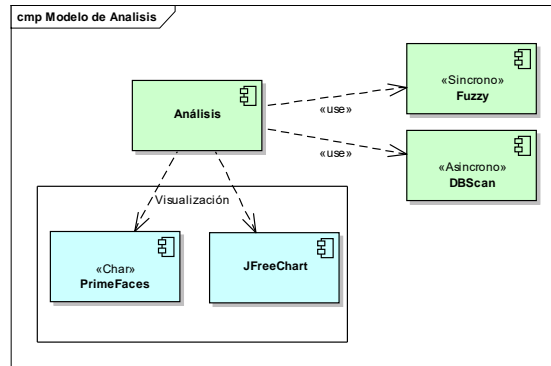 cmp Modelo de Analisis
Análisis
«Sincrono»
Fuzzy
«use»
«use»
«Asincrono»
DBScan
Visualización
«Char»
PrimeFaces
JFreeChart